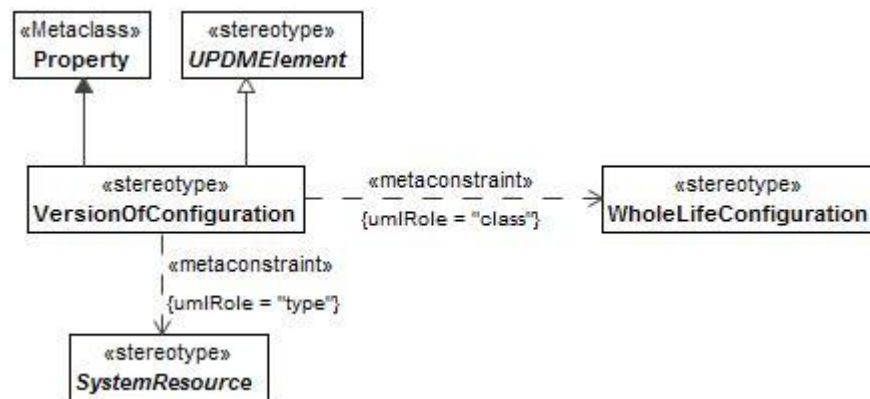 «Metaclass»
Property
«stereotype»
UPDMElement
«stereotype»
VersionOfConfiguration
«metaconstraint»
{umlRole = "class"}
«stereotype»
WholeLifeConfiguration
«metaconstraint»
{umlRole = "type"}
«stereotype»
SystemResource